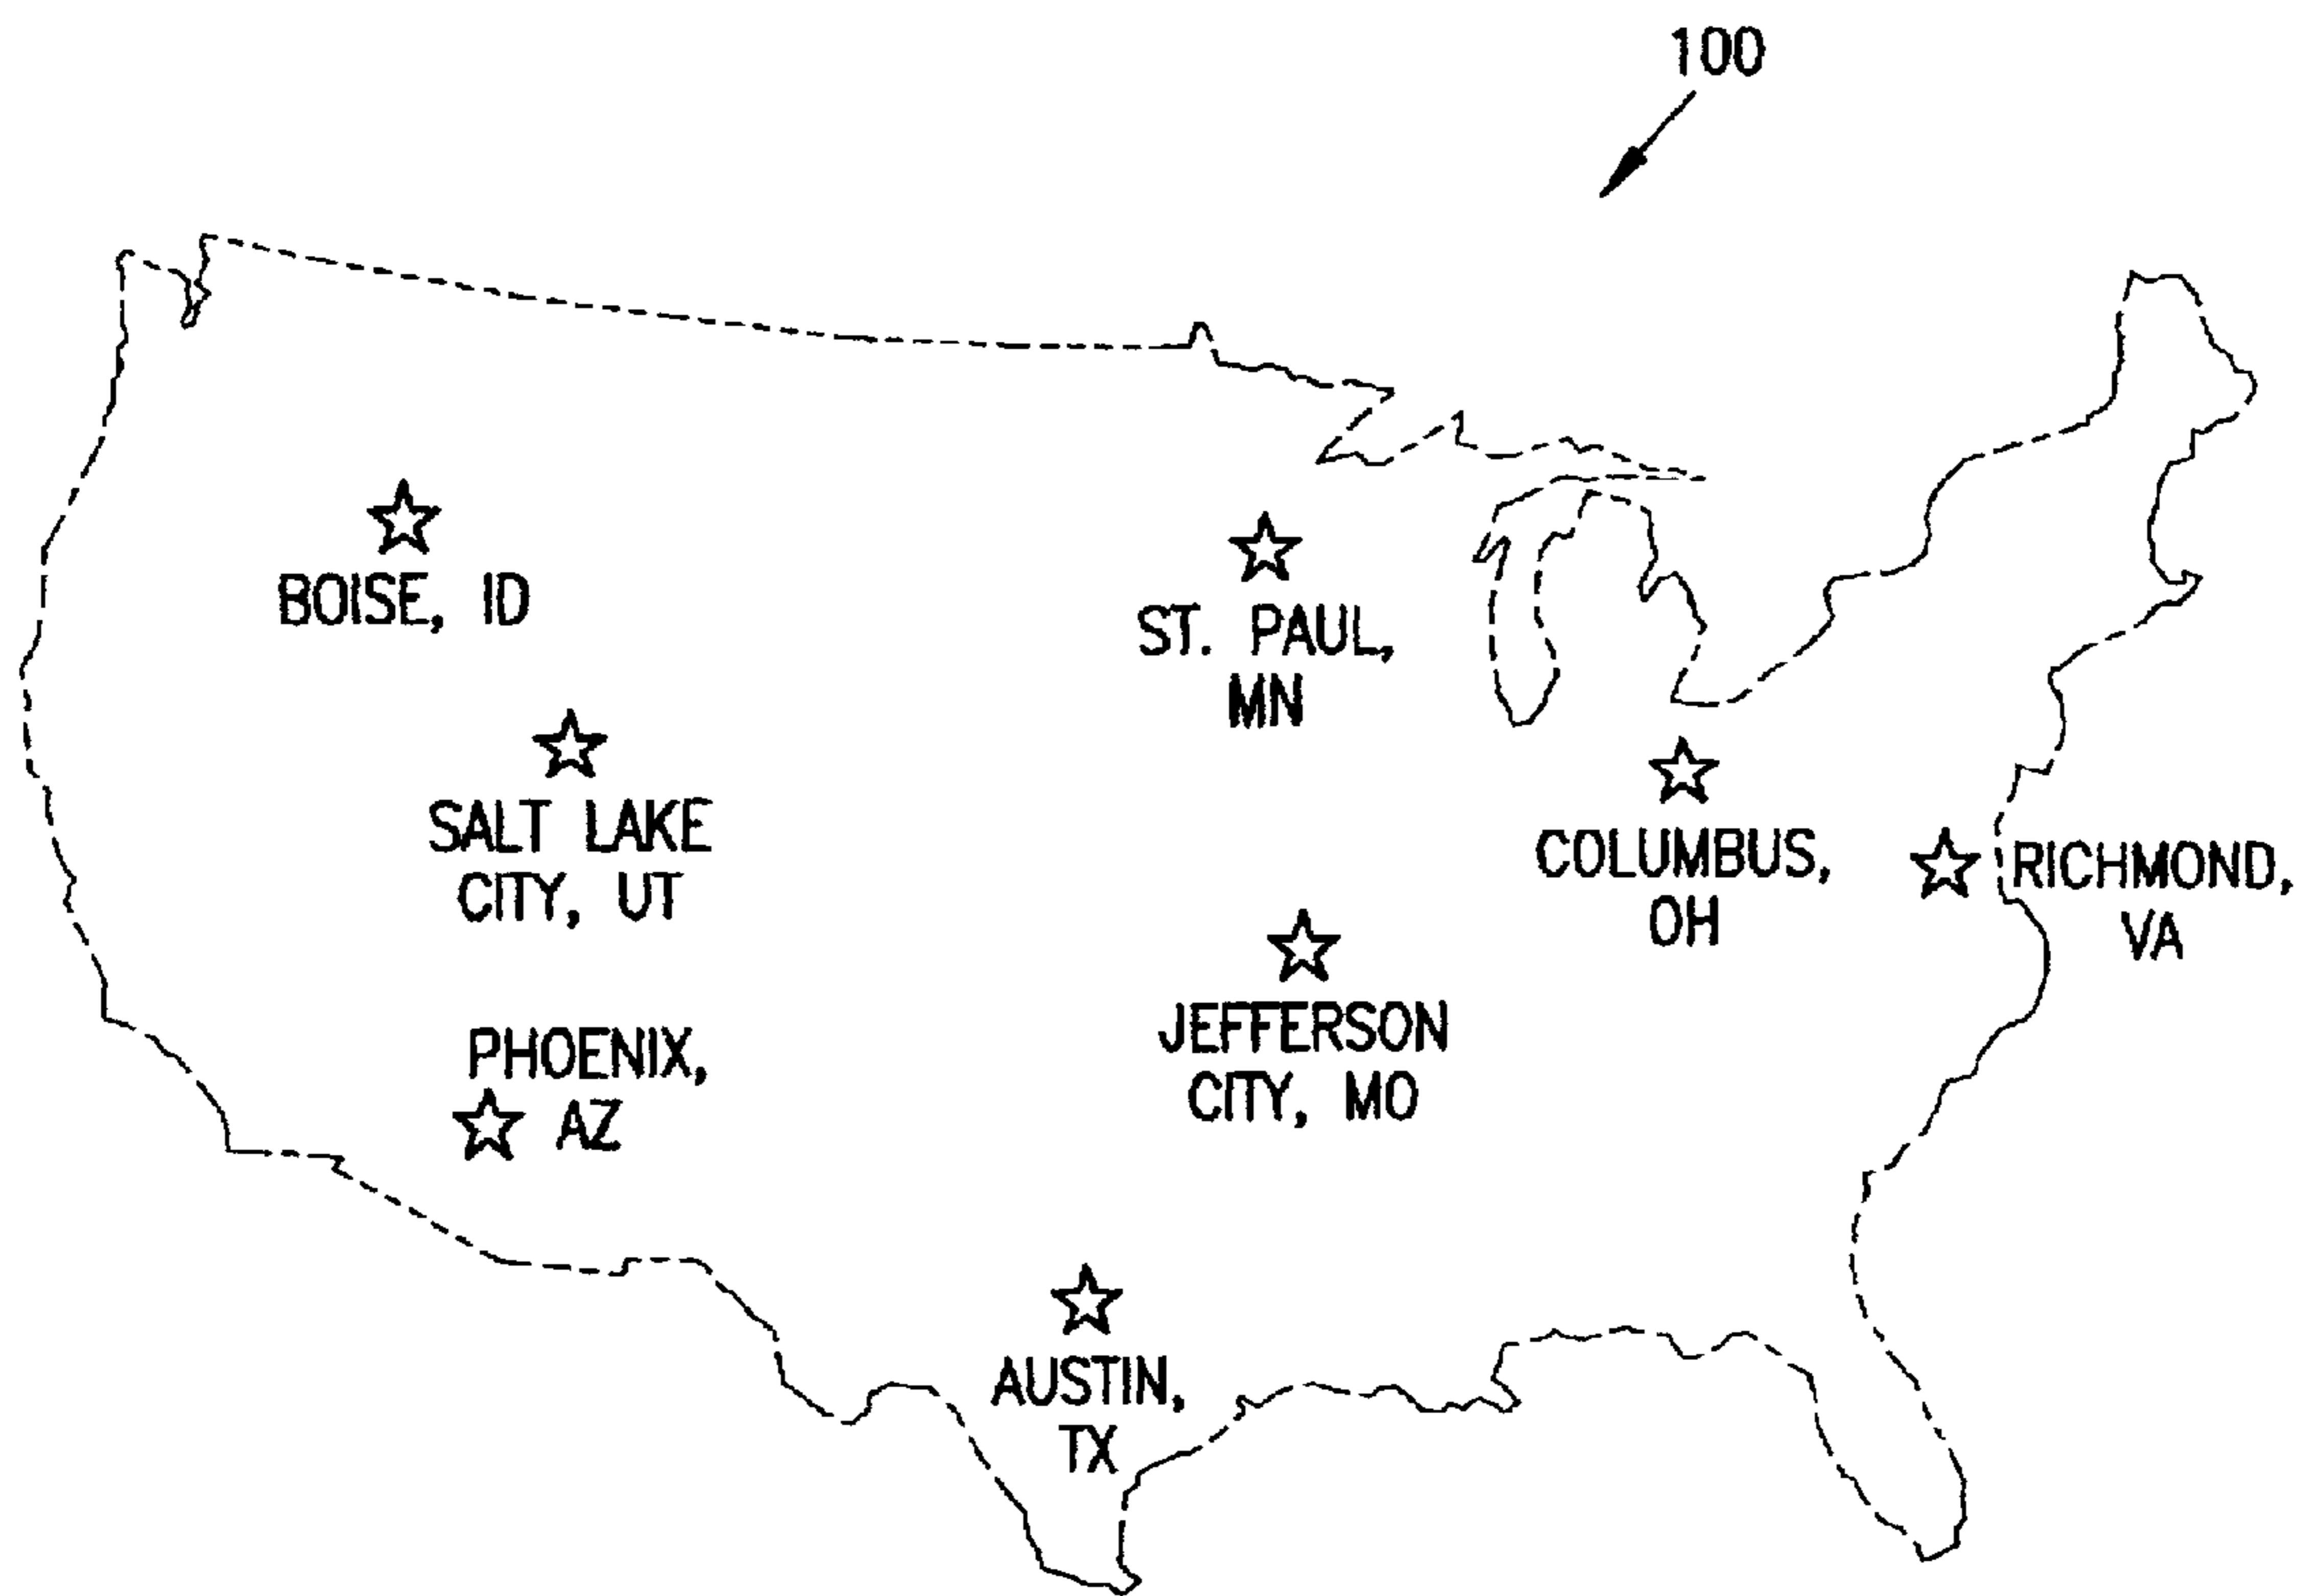 100
BOISE, ID
ST. PAUL,
MN
SALT LAKE
CITY, UT
COLUMBUS,
OH
RICHMOND,
VA
JEFFERSON
CITY, MO
PHOENIX,
AZ
AUSTIN,
TX